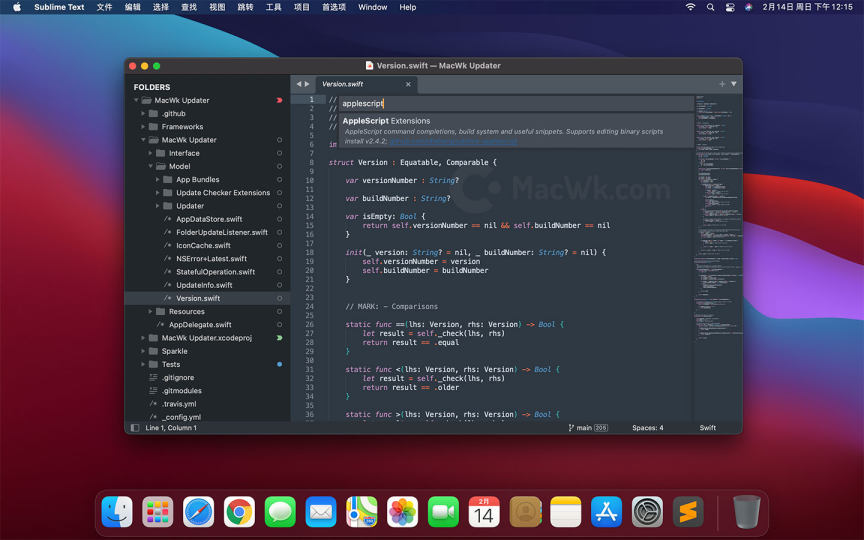 Sublime Text 文件 编辑 选择 查找 视图 跳转 工具 项目 首选项 Window Help 2月14日 周日 下午12:15
Version.swift — MacWk Updater
FOLDERS
MacWk Updater
.github
Frameworks
MacWk Updater
Interface
Model
App Bundles
Update Checker Extensions
Updater
/* AppDataStore.swift
/* FolderUpdateListener.swift
/* IconCache.swift
/* NSError+Latest.swift
/* StatefulOperation.swift
/* UpdateInfo.swift
/* Version.swift
Resources
/* AppDelegate.swift
MacWk Updater.xcodeproj
Sparkle
Tests
.gitignore
.gitmodules
/* .travis.yml
/* _config.yml
Version.swift
applescript
AppleScript Extensions
AppleScript command completions, build system and useful snippets. Supports editing binary scripts
install v2.4.2;
1 //
2 //
3 //
4 //
5
6 im
7
8 struct Version : Equatable, Comparable {
9
10 var versionNumber : String?
11
12 var buildNumber : String?
13
14 var isEmpty: Bool {
15 return self.versionNumber == nil && self.buildNumber == nil
16 }
17
18 init(_ version: String? = nil, _ buildNumber: String? = nil) {
19 self.versionNumber = version
20 self.buildNumber = buildNumber
21 }
22
23
24 // MARK: - Comparisons
25
26 static func ==(lhs: Version, rhs: Version) -> Bool {
27 let result = self._check(lhs, rhs)
28 return result == .equal
29 }
30
31 static func <(lhs: Version, rhs: Version) -> Bool {
32 let result = self._check(lhs, rhs)
33 return result == .older
34 }
35
36 static func >(lhs: Version, rhs: Version) -> Bool {
MacWk.com
Line 1, Column 1 main 205 Spaces: 4 Swift
2月
14